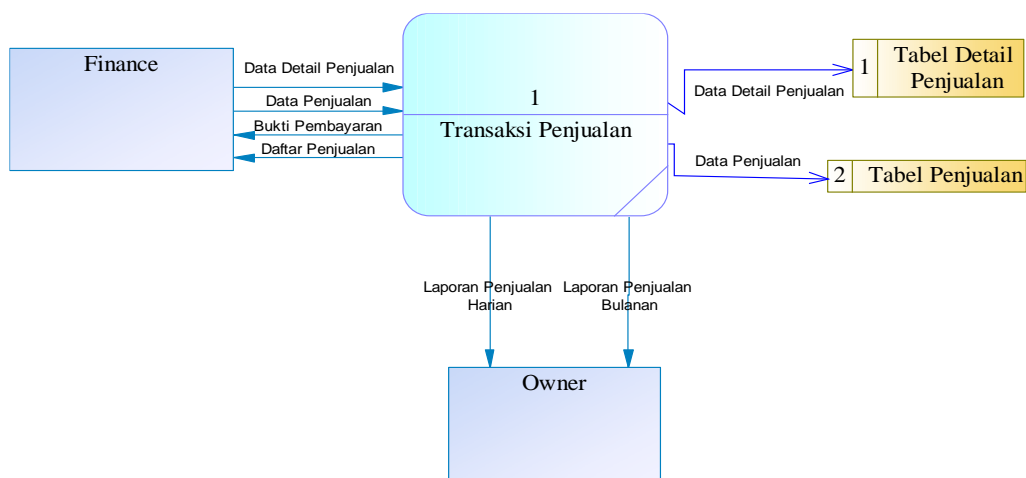 Finance
Data Detail Penjualan
Data Penjualan
Bukti Pembayaran
Daftar Penjualan
1
Transaksi Penjualan
Data Detail Penjualan
1
Tabel Detail
Penjualan
Data Penjualan
2
Tabel Penjualan
Laporan Penjualan
Harian
Laporan Penjualan
Bulanan
Owner